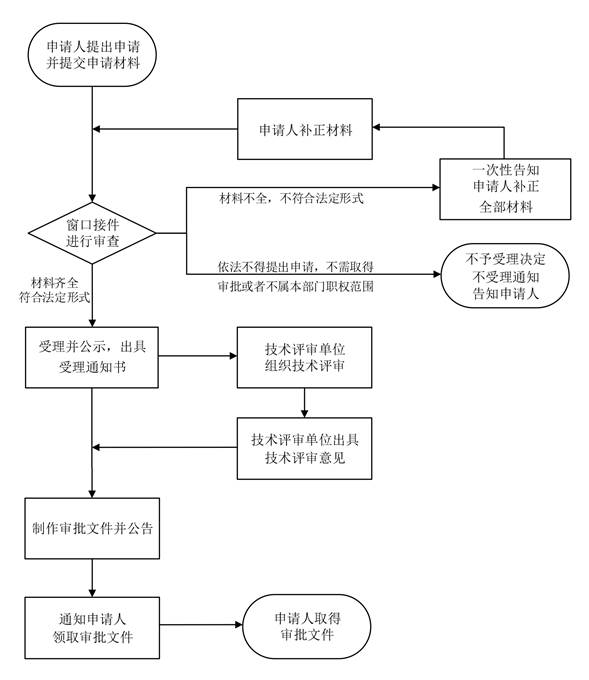 申请人提出申请
并提交申请材料
申请人补正材料
一次性告知
申请人补正
全部材料
材料不全，不符合法定形式
窗口接件
进行审查
依法不得提出申请，不需取得
审批或者不属本部门职权范围
不予受理决定
不受理通知
告知申请人
材料齐全
符合法定形式
受理并公示，出具
受理通知书
技术评审单位
组织技术评审
技术评审单位出具
技术评审意见
制作审批文件并公告
通知申请人
领取审批文件
申请人取得
审批文件